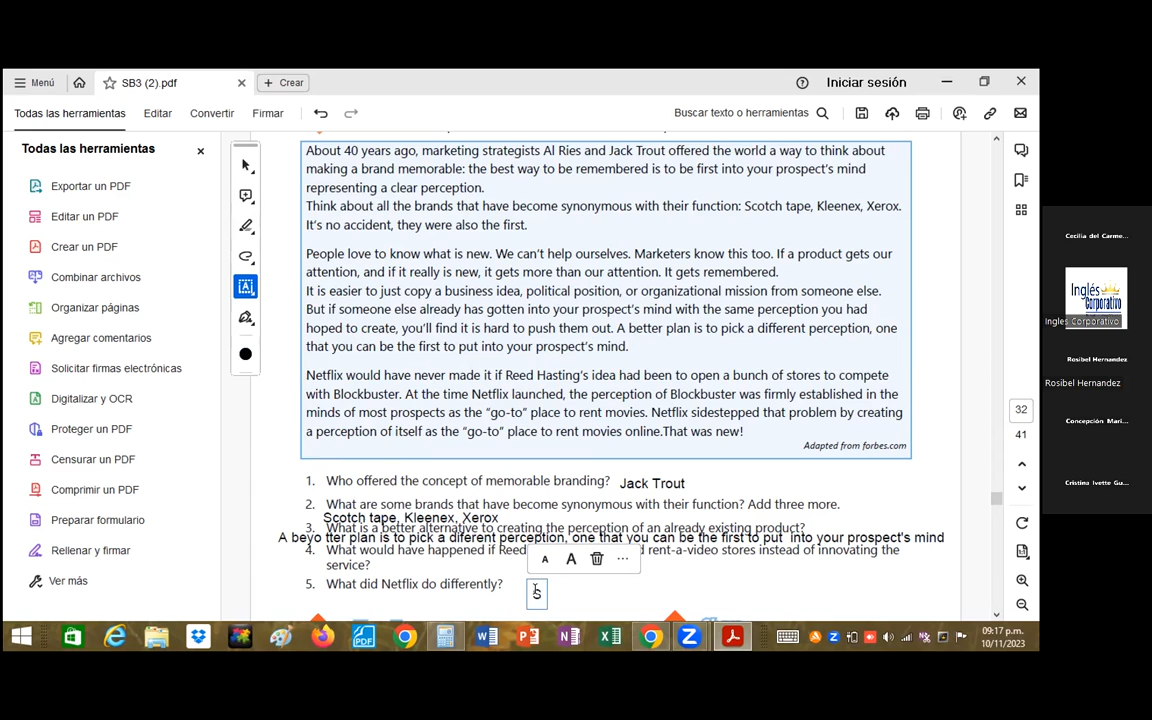 Menú
SB3 (2).pdf
Crear
Iniciar sesión
Todas las herramientas
Editar
Convertir
Firmar
Buscar texto o herramientas
Todas las herramientas
Exportar un PDF
Editar un PDF
Crear un PDF
Combinar archivos
Organizar páginas
Agregar comentarios
Solicitar firmas electrónicas
Digitalizar y OCR
Proteger un PDF
Censurar un PDF
Comprimir un PDF
Preparar formulario
Rellenar y firmar
Ver más
About 40 years ago, marketing strategists Al Ries and Jack Trout offered the world a way to think about
making a brand memorable: the best way to be remembered is to be first into your prospect's mind
representing a clear perception.
Think about all the brands that have become synonymous with their function: Scotch tape, Kleenex, Xerox.
It's no accident, they were also the first.
People love to know what is new. We can't help ourselves. Marketers know this too. If a product gets our
attention, and if it really is new, it gets more than our attention. It gets remembered.
It is easier to just copy a business idea, political position, or organizational mission from someone else.
But if someone else already has gotten into your prospect's mind with the same perception you had
hoped to create, you'll find it is hard to push them out. A better plan is to pick a different perception, one
that you can be the first to put into your prospect's mind.
Netflix would have never made it if Reed Hasting's idea had been to open a bunch of stores to compete
with Blockbuster. At the time Netflix launched, the perception of Blockbuster was firmly established in the
minds of most prospects as the "go-to" place to rent movies. Netflix sidestepped that problem by creating
a perception of itself as the "go-to" place to rent movies online.That was new!
Adapted from forbes.com
1. Who offered the concept of memorable branding? Jack Trout
2. What are some brands that have become synonymous with their function? Add three more.
Scotch tape, Kleenex, Xerox
3. What is a better alternative to creating the perception of an already existing product?
A beyo tter plan is to pick a diferent perception, one that you can be the first to put into your prospect's mind
4. What would have happened if Reed rent-a-video stores instead of innovating the
service?
5. What did Netflix do differently? S
A A
32
41
Cecilia del Carme...
Inglés
Corporativo
Ingles Corporativo
Rosibel Hernandez
Rosibel Hernandez
Concepción Mari...
Cristina Ivette Gu...
09:17 p.m.
10/11/2023